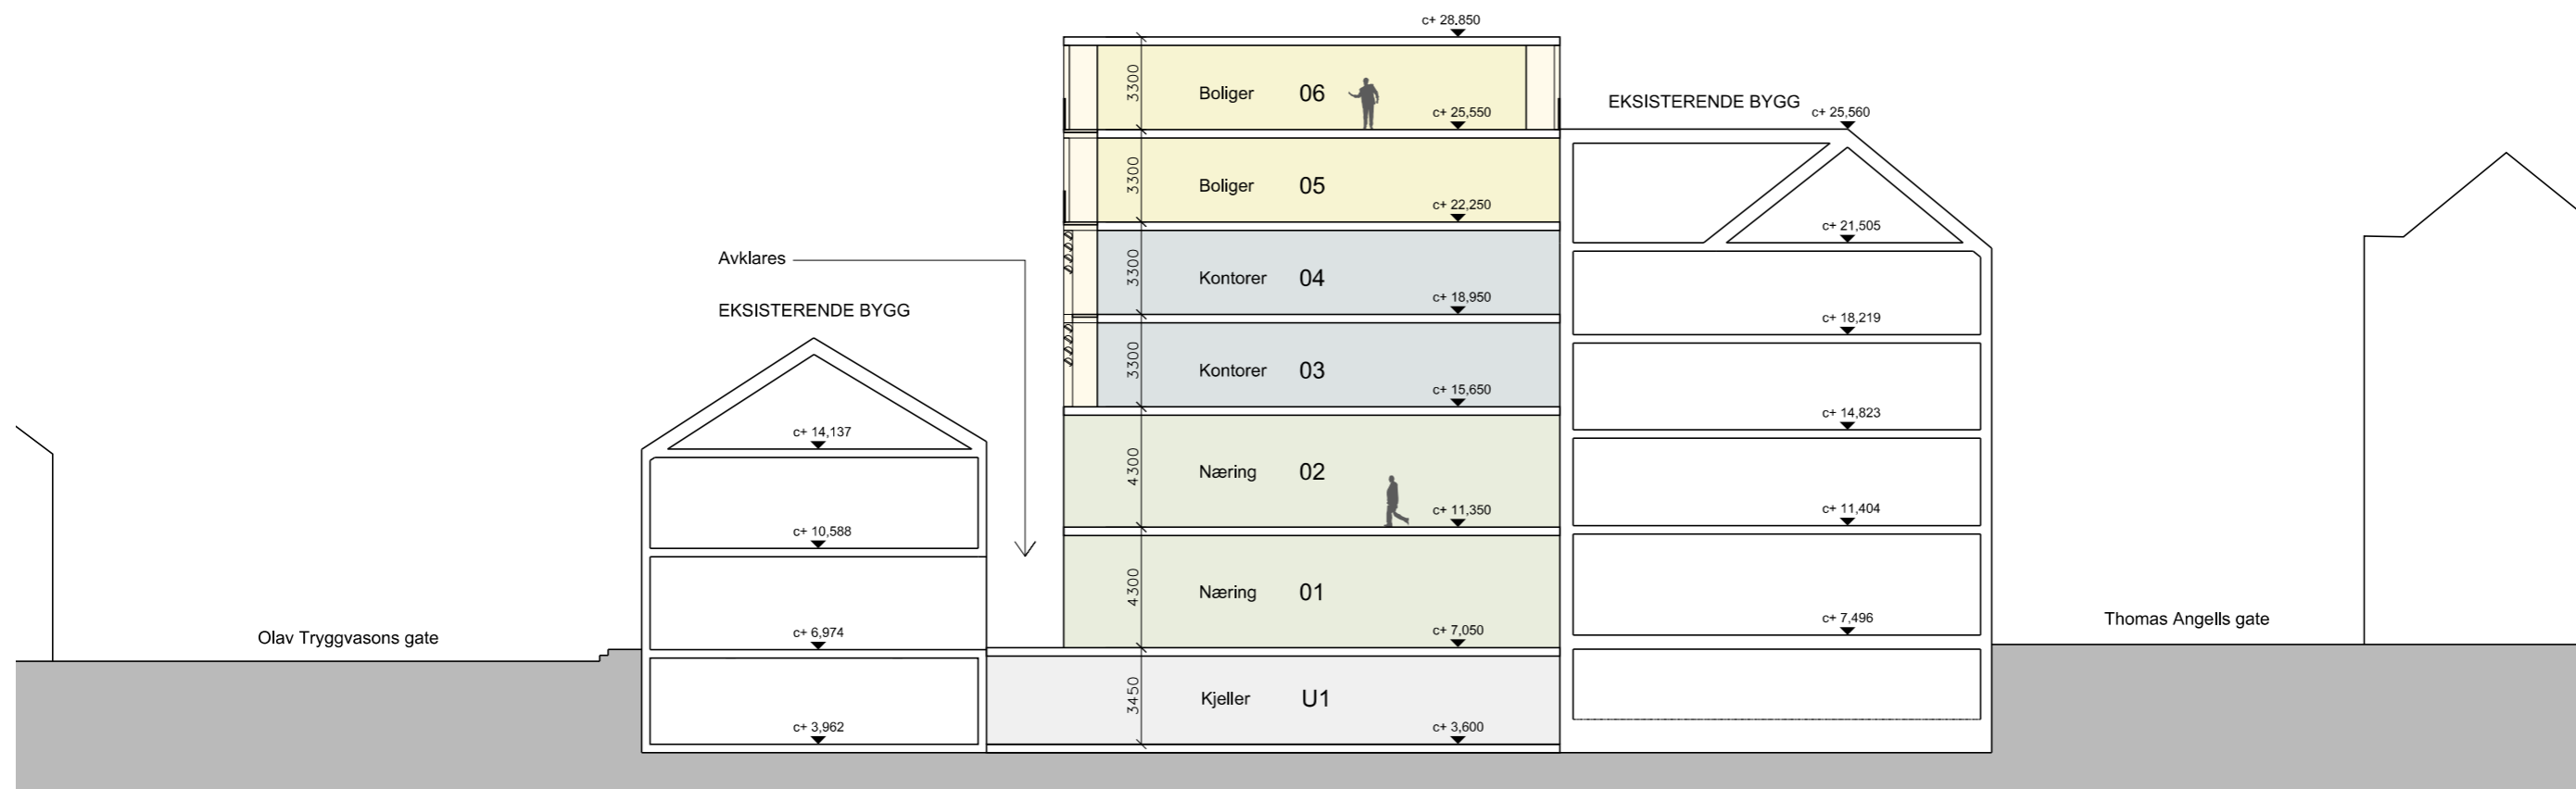 c+ 28,850
3300
Boliger 06
c+ 25,550
EKSISTERENDE BYGG
c+ 25,560
3300
Boliger 05
c+ 22,250
c+ 21,505
Avklares
3300
Kontorer 04
c+ 18,950
EKSISTERENDE BYGG
c+ 18,219
3300
Kontorer 03
c+ 15,650
c+ 14,823
c+ 14,137
4300
Næring 02
c+ 11,350
c+ 11,404
c+ 10,588
4300
Næring 01
c+ 7,050
c+ 7,496
Thomas Angells gate
Olav Tryggvasons gate
c+ 6,974
3450
Kjeller U1
c+ 3,600
c+ 3,962